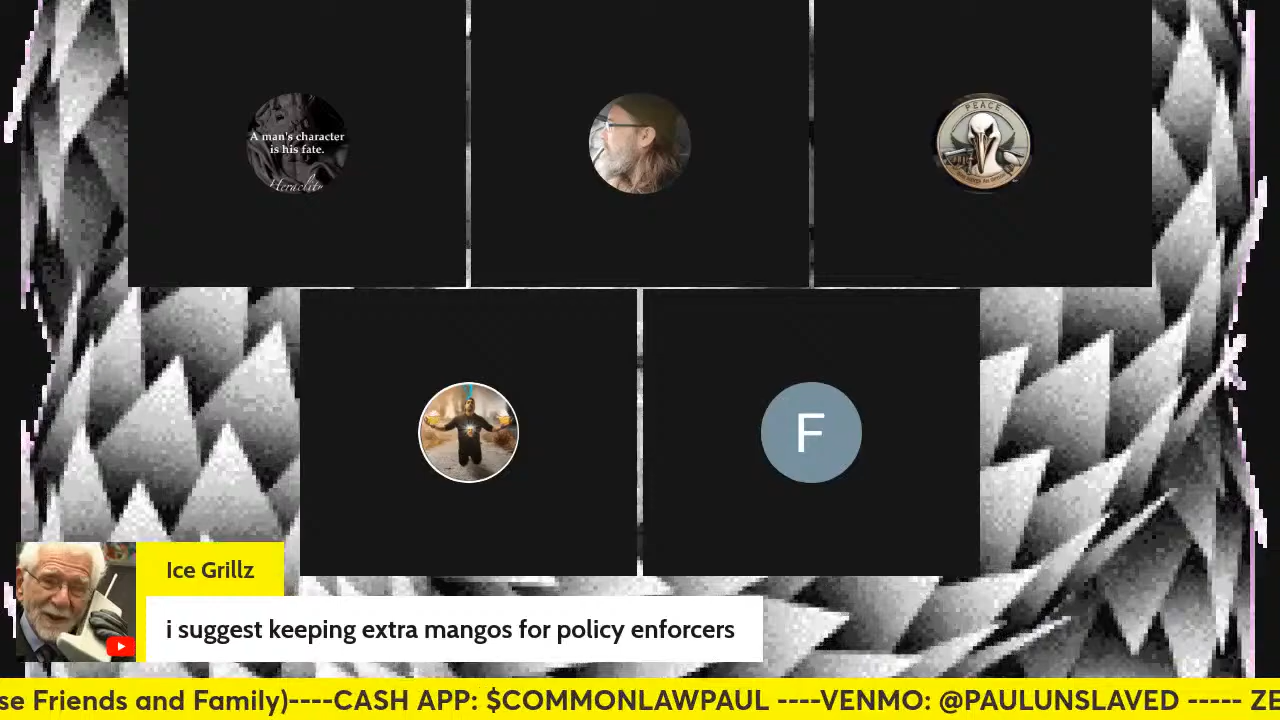 A man's character
is his fate.
PEACE
F
Ice Grillz
i suggest keeping extra mangos for policy enforcers
se Friends and Family)----CASH APP: $COMMONLAWPAUL ----VENMO: @PAULUNSLAVED ----- ZE